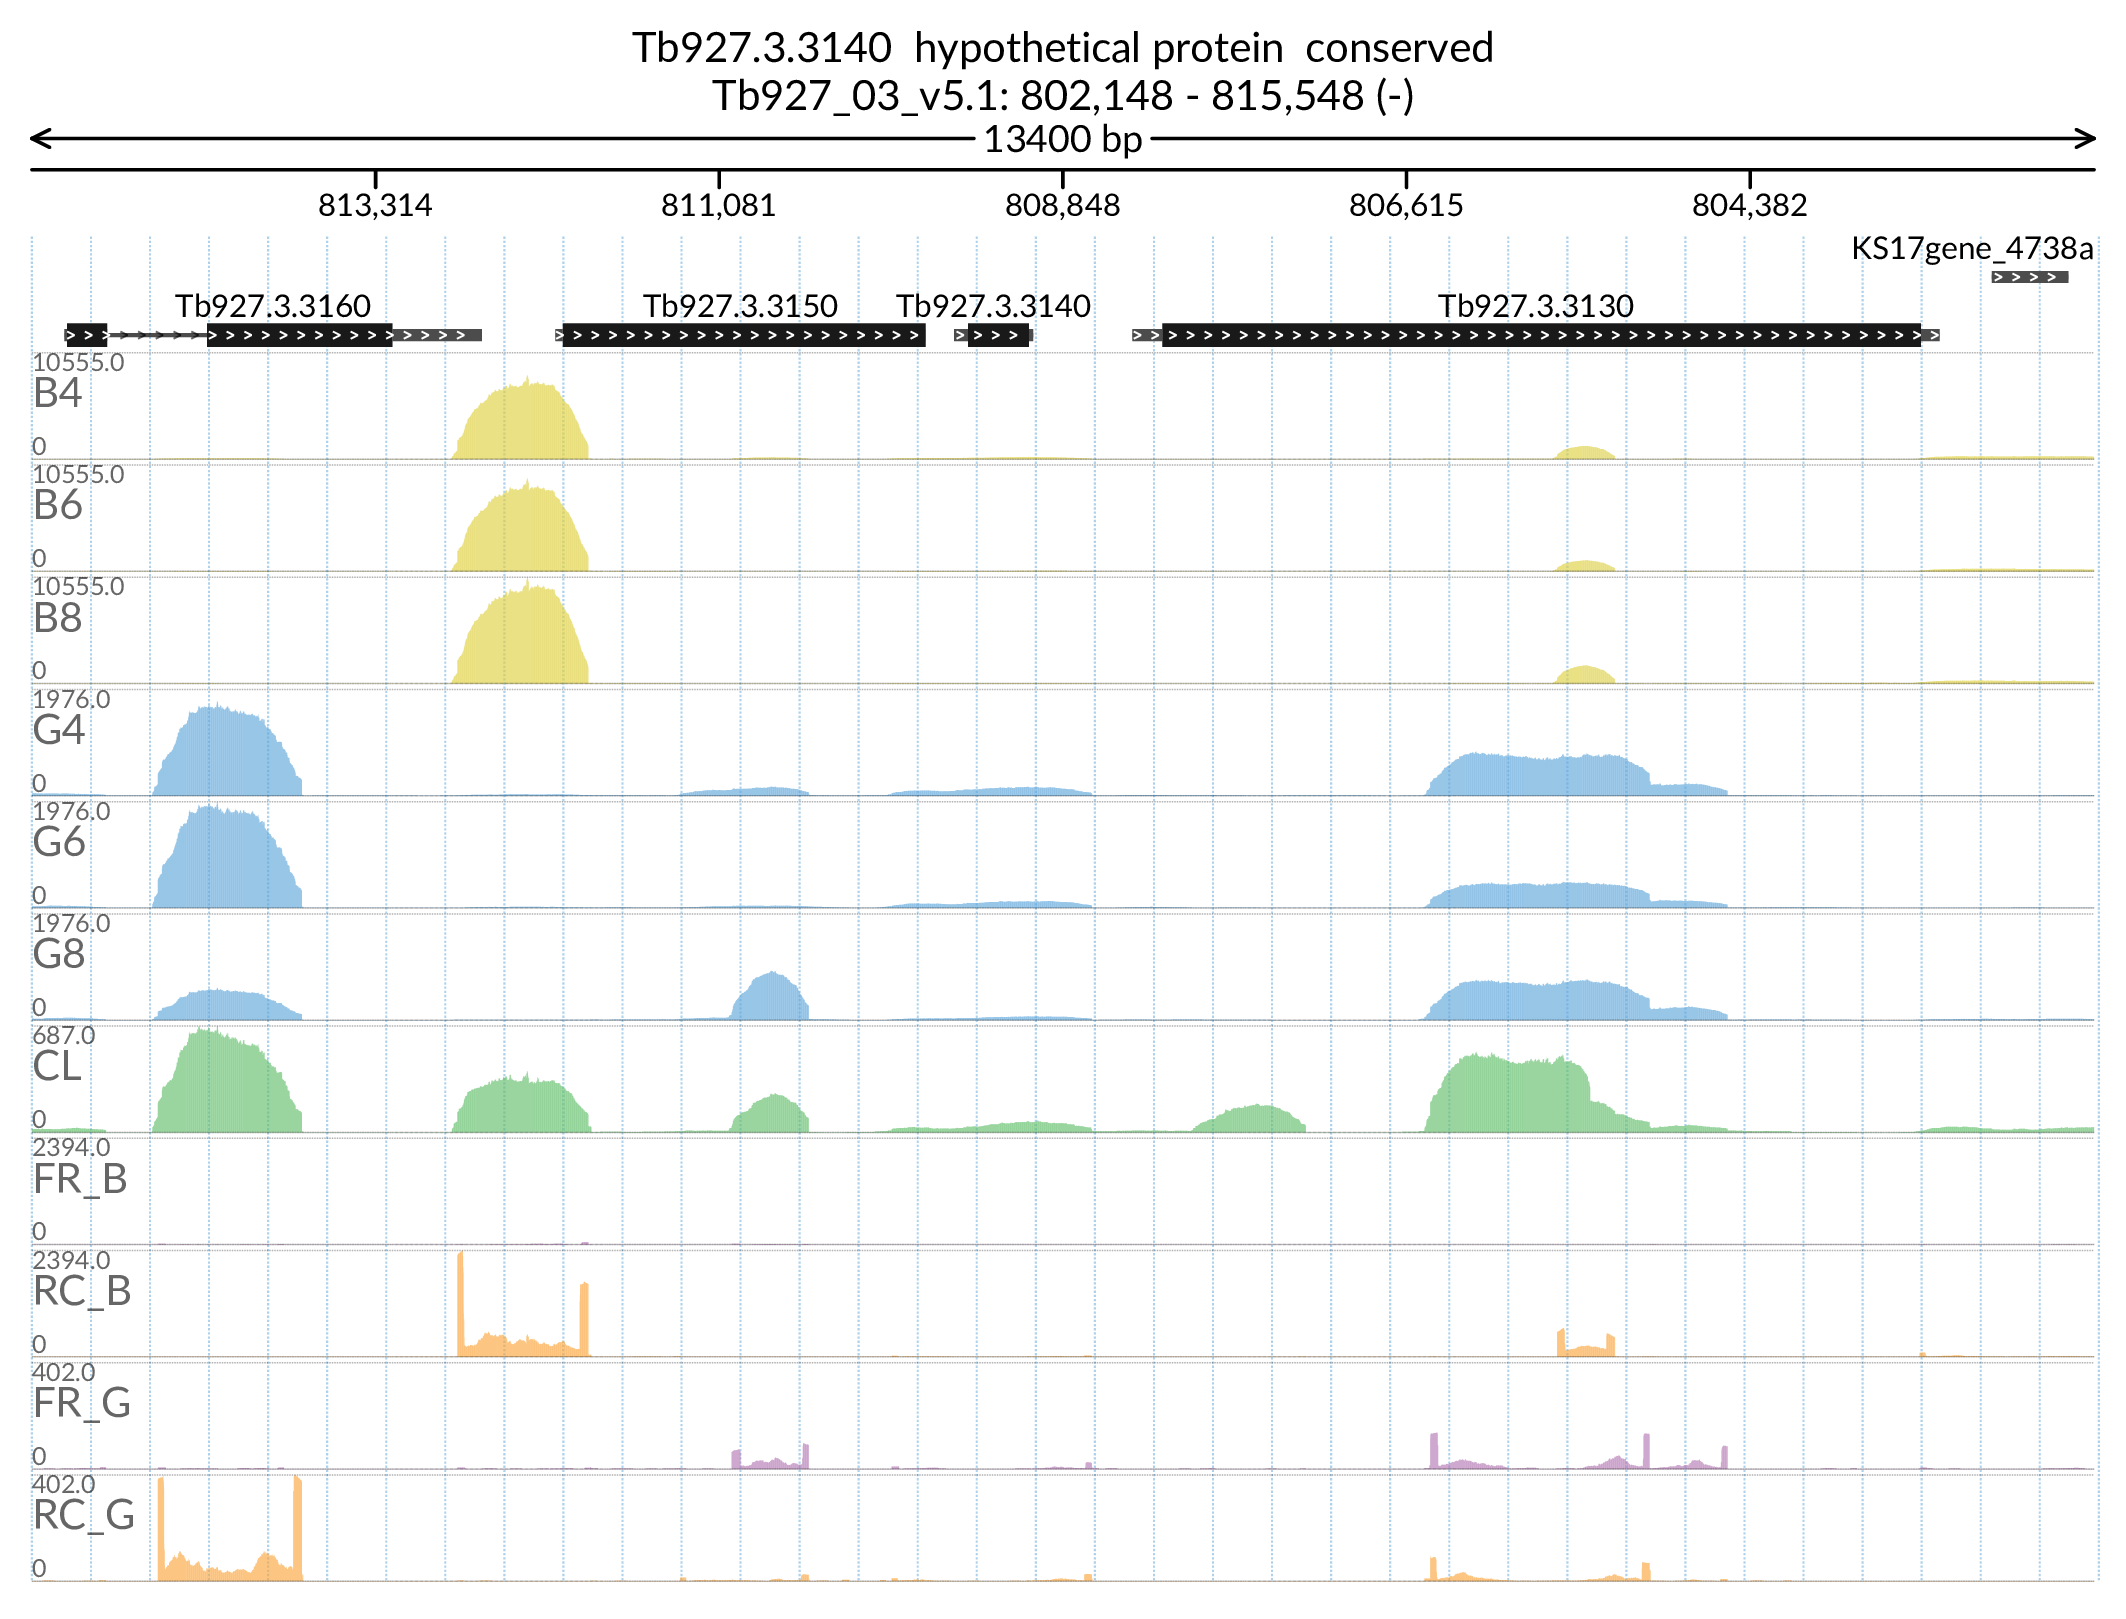 Tb927.3.3140  hypothetical protein  conserved
Tb927_03_v5.1: 802,148 - 815,548 (-)
13400 bp
813,314 811,081 808,848 806,615 804,382
KS17gene_4738a
Tb927.3.3160 Tb927.3.3150 Tb927.3.3140 Tb927.3.3130
10555.0
B4
0
10555.0
B6
0
10555.0
B8
0
1976.0
G4
0
1976.0
G6
0
1976.0
G8
0
687.0
CL
0
2394.0
FR_B
0
2394.0
RC_B
0
402.0
FR_G
0
402.0
RC_G
0